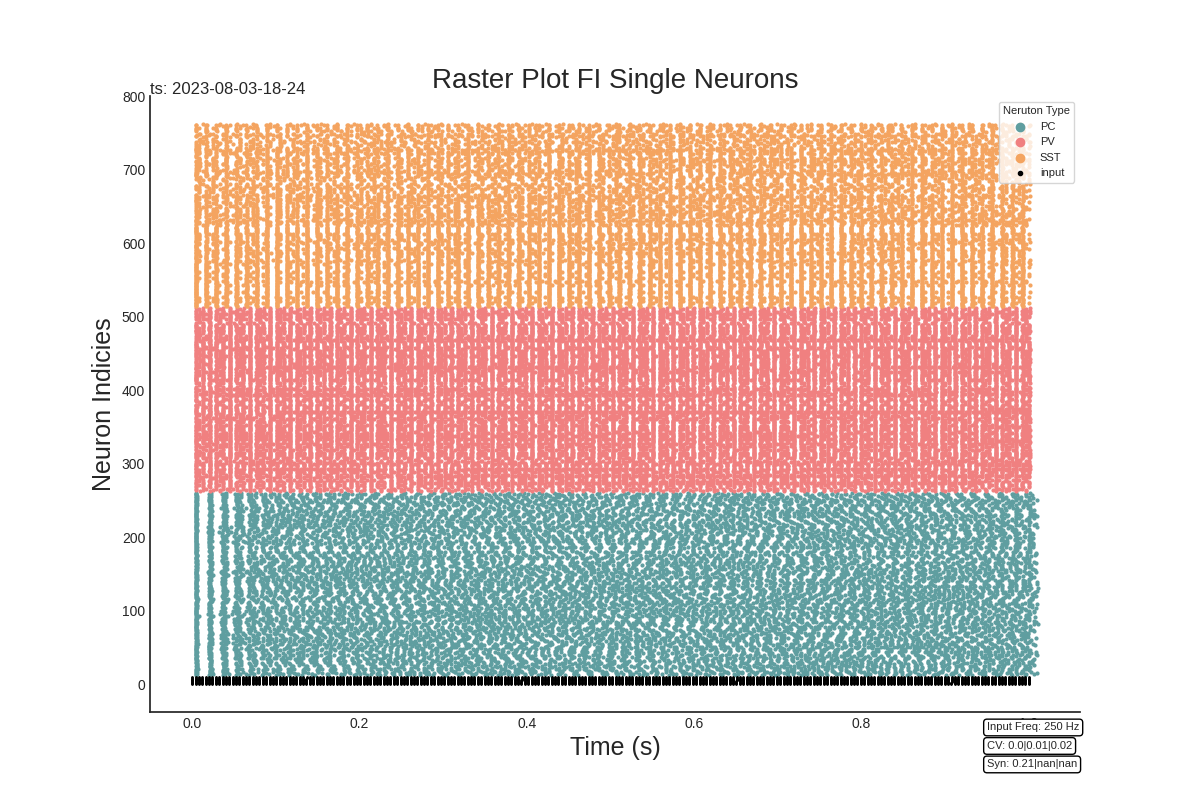 Raster Plot FI Single Neurons
ts: 2023-08-03-18-24
Neruton Type
PC
PV
SST
input
800
700
600
500
400
300
200
100
0
Neuron Indicies
0.0 0.2 0.4 0.6 0.8
Time (s)
Input Freq: 250 Hz
CV: 0.0|0.01|0.02
Syn: 0.21|nan|nan